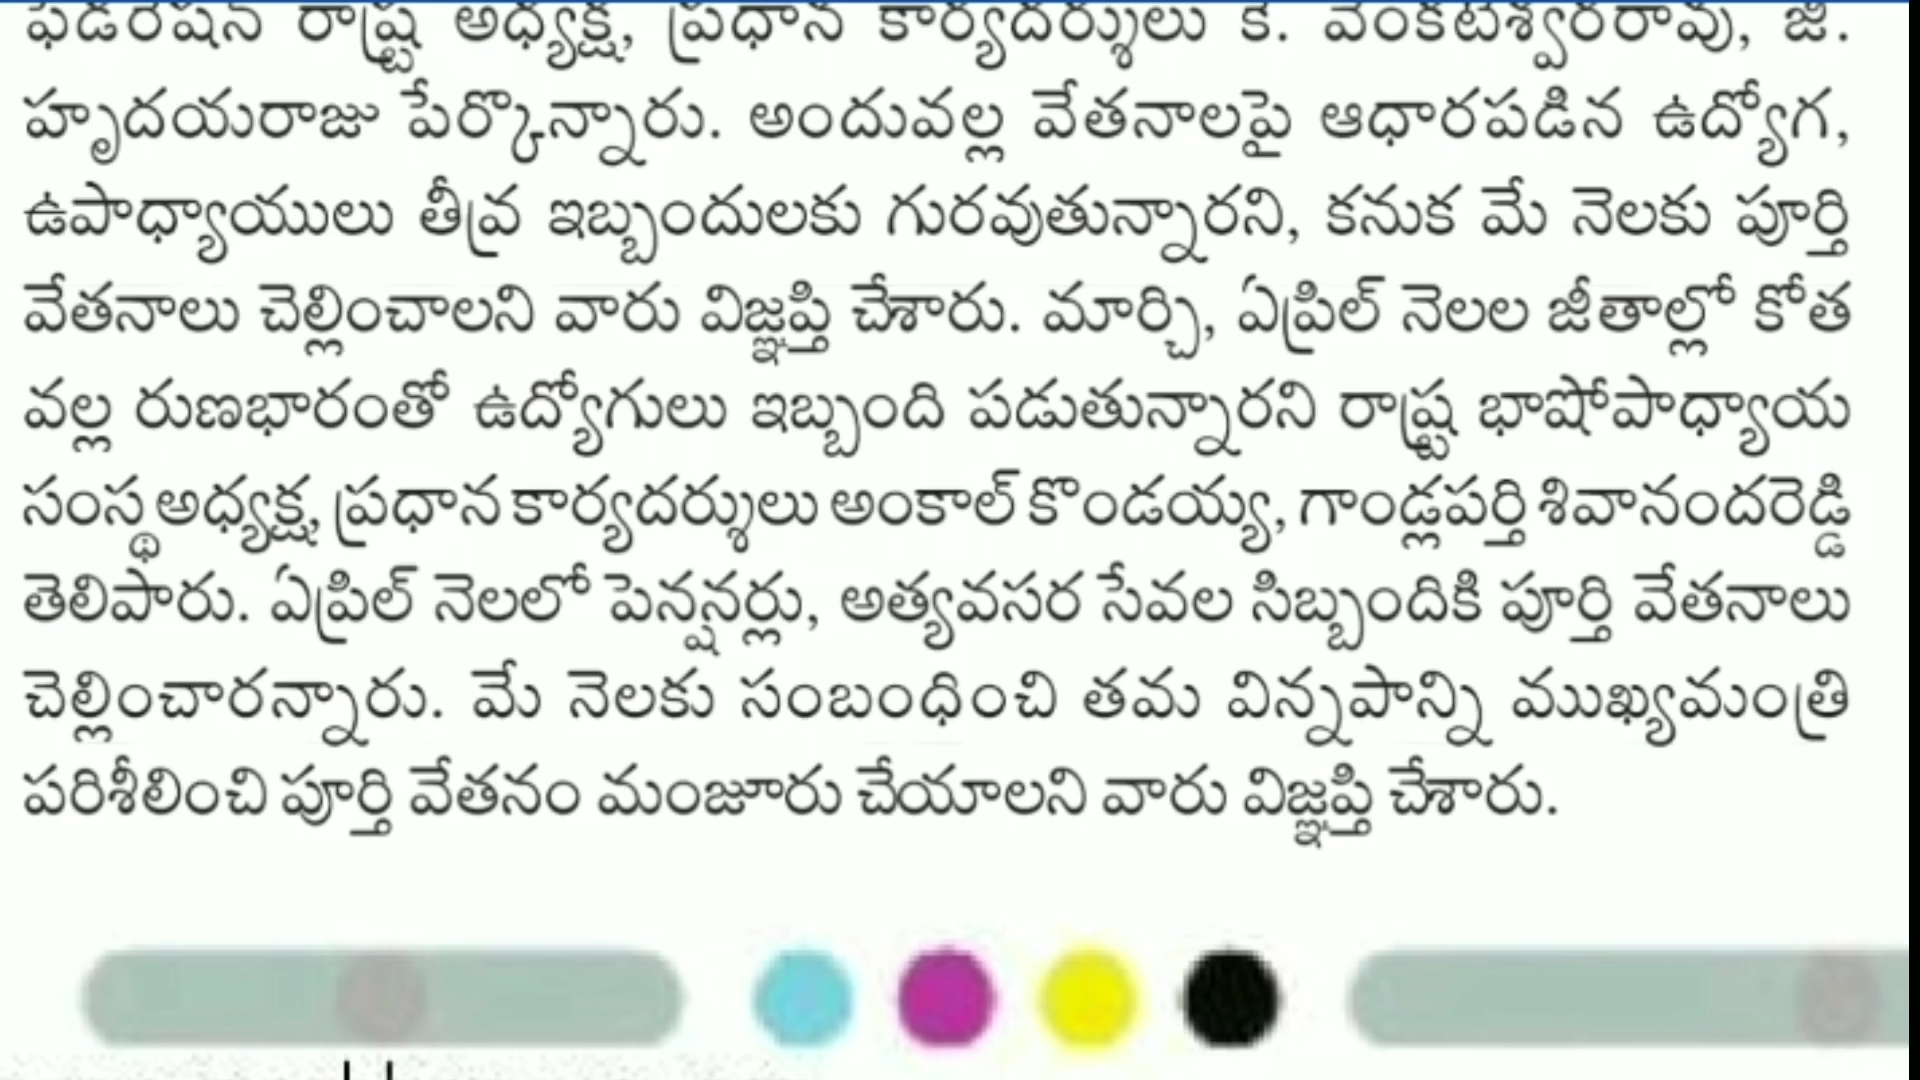 ఫెడరేషన్ రాష్ట్ర అధ్యక్ష, ప్రధాన కార్యదర్శులు కె. వెంకటేశ్వరరావు, జి.
హృదయరాజు పేర్కొన్నారు. అందువల్ల వేతనాలపై ఆధారపడిన ఉద్యోగ,
ఉపాధ్యాయులు తీవ్ర ఇబ్బందులకు గురవుతున్నారని, కనుక మే నెలకు పూర్తి
వేతనాలు చెల్లించాలని వారు విజ్ఞప్తి చేశారు. మార్చి, ఏప్రిల్ నెలల జీతాల్లో కోత
వల్ల రుణభారంతో ఉద్యోగులు ఇబ్బంది పడుతున్నారని రాష్ట్ర భాషోపాధ్యాయ
సంస్థ అధ్యక్ష, ప్రధాన కార్యదర్శులు అంకాల్ కొండయ్య, గాండ్లపర్తి శివానందరెడ్డి
తెలిపారు. ఏప్రిల్ నెలలో పెన్షనర్లు, అత్యవసర సేవల సిబ్బందికి పూర్తి వేతనాలు
చెల్లించారన్నారు. మే నెలకు సంబంధించి తమ విన్నపాన్ని ముఖ్యమంత్రి
పరిశీలించి పూర్తి వేతనం మంజూరు చేయాలని వారు విజ్ఞప్తి చేశారు.